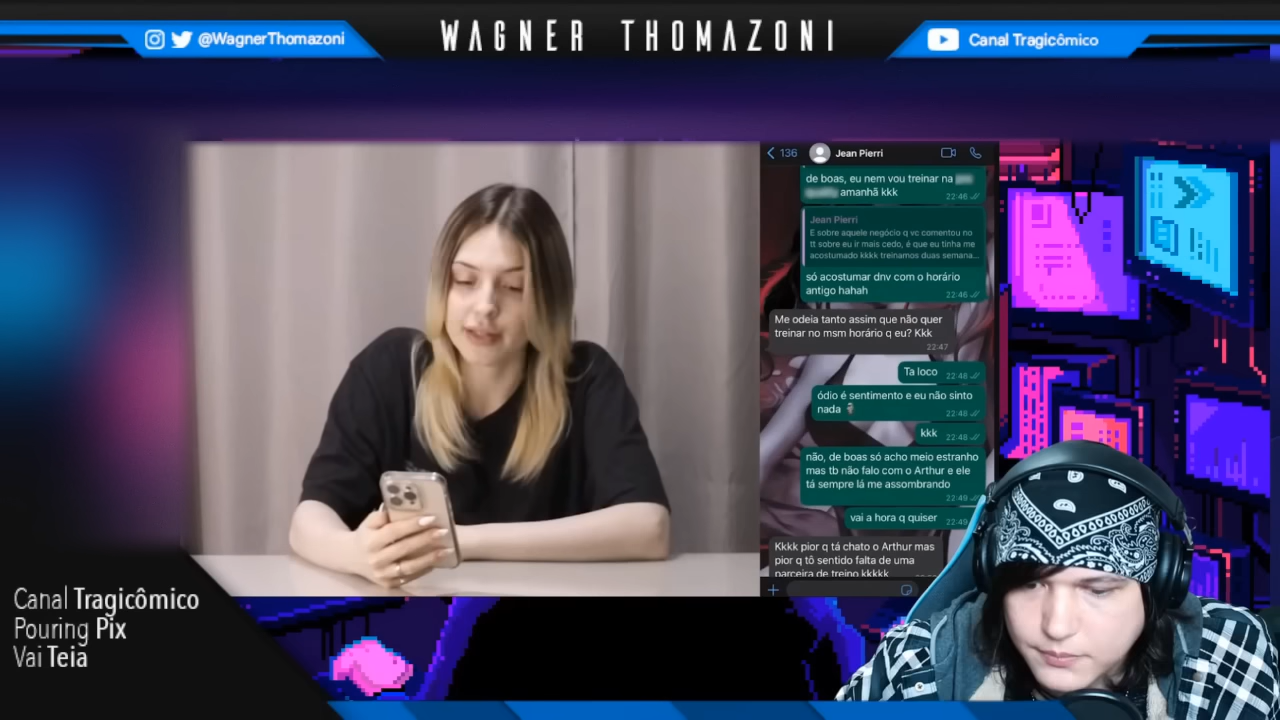 @WagnerThomazoni
WAGNER THOMAZONI
Canal Tragicômico
136
Jean Pierri
de boas, eu nem vou treinar na
amanhã kkk
22:46
Jean Pierri
E sobre aquele negócio q vc comentou no
tt sobre eu ir mais cedo, é que eu tinha me
acostumado kkkk treinamos duas semana...
só acostumar dnv com o horário
antigo hahah
22:46
Me odeia tanto assim que não quer
treinar no msm horário q eu? Kkk
22:47
Ta loco
22:48
ódio é sentimento e eu não sinto
nada
22:48
kkk
22:48
não, de boas só acho meio estranho
mas tb não falo com o Arthur e ele
tá sempre lá me assombrando
22:49
vai a hora q quiser
22:49
Kkkk pior q tá chato o Arthur mas
pior q tô sentido falta de uma
parceira de treino kkkkk
Canal Tragicômico
Pouring Pix
Vai Teia